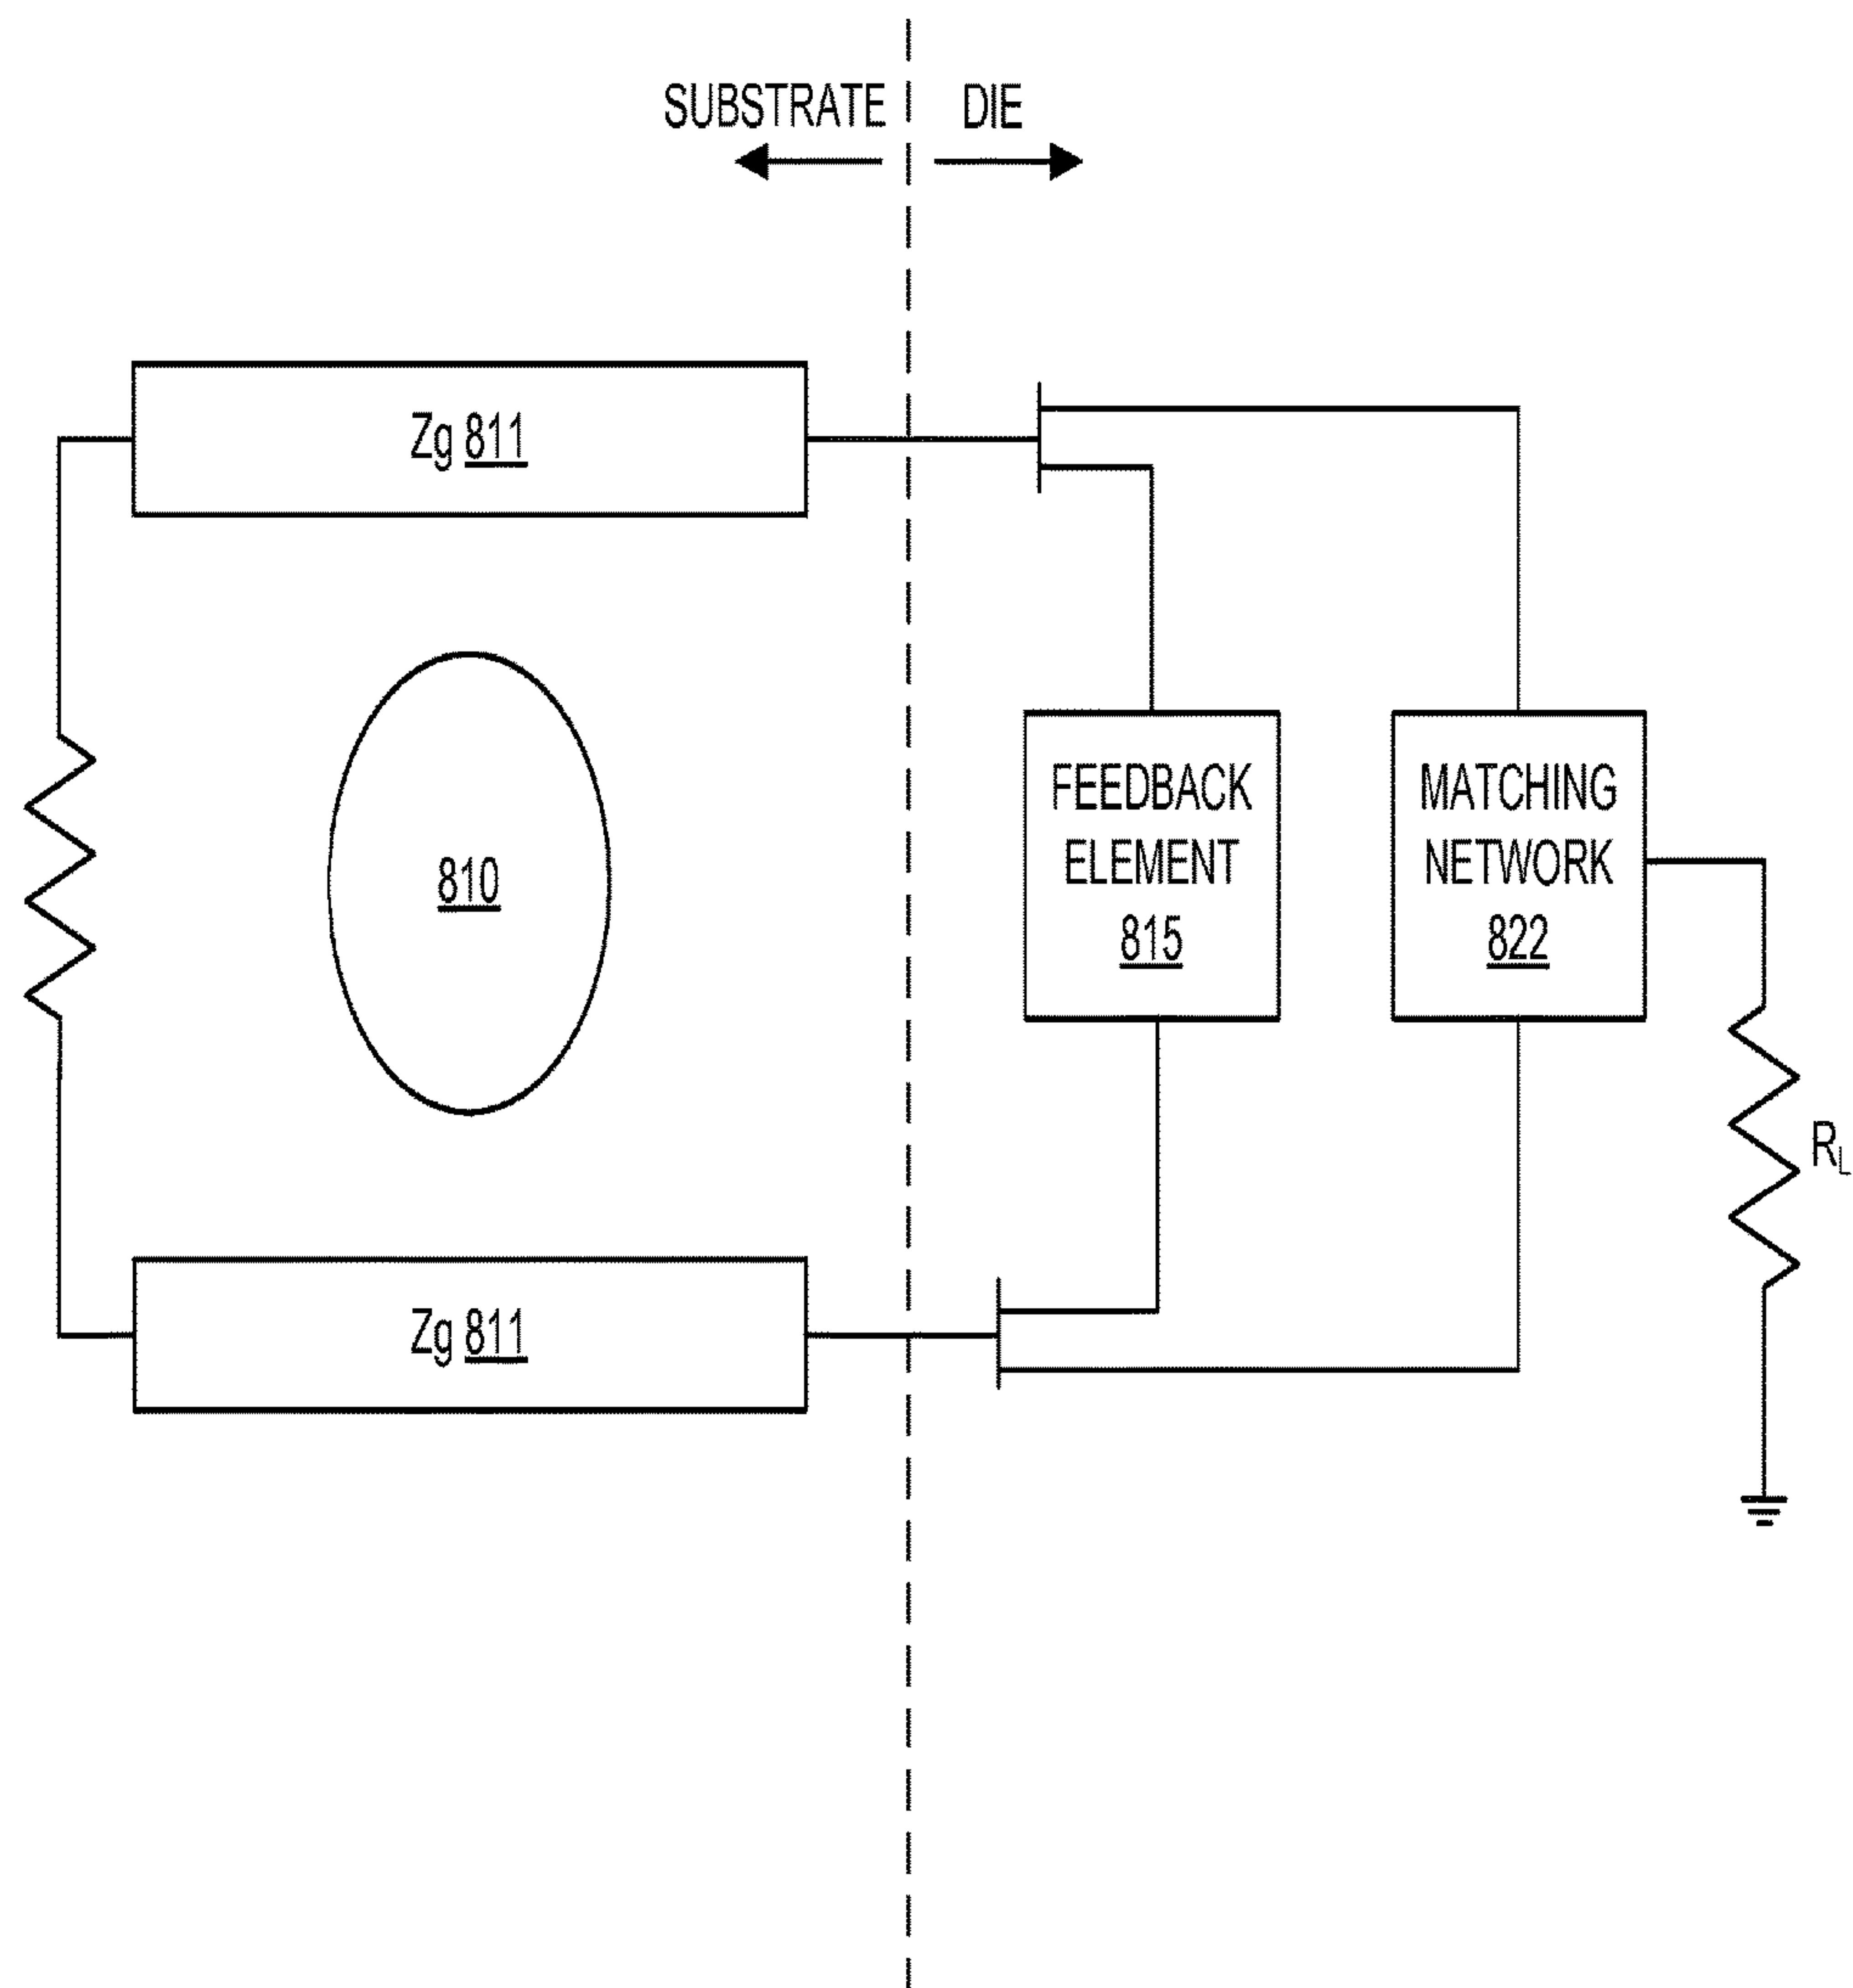 SUBSTRATE
DIE
Zg 811
810
FEEDBACK
ELEMENT
815
MATCHING
NETWORK
822
RL
Zg 811